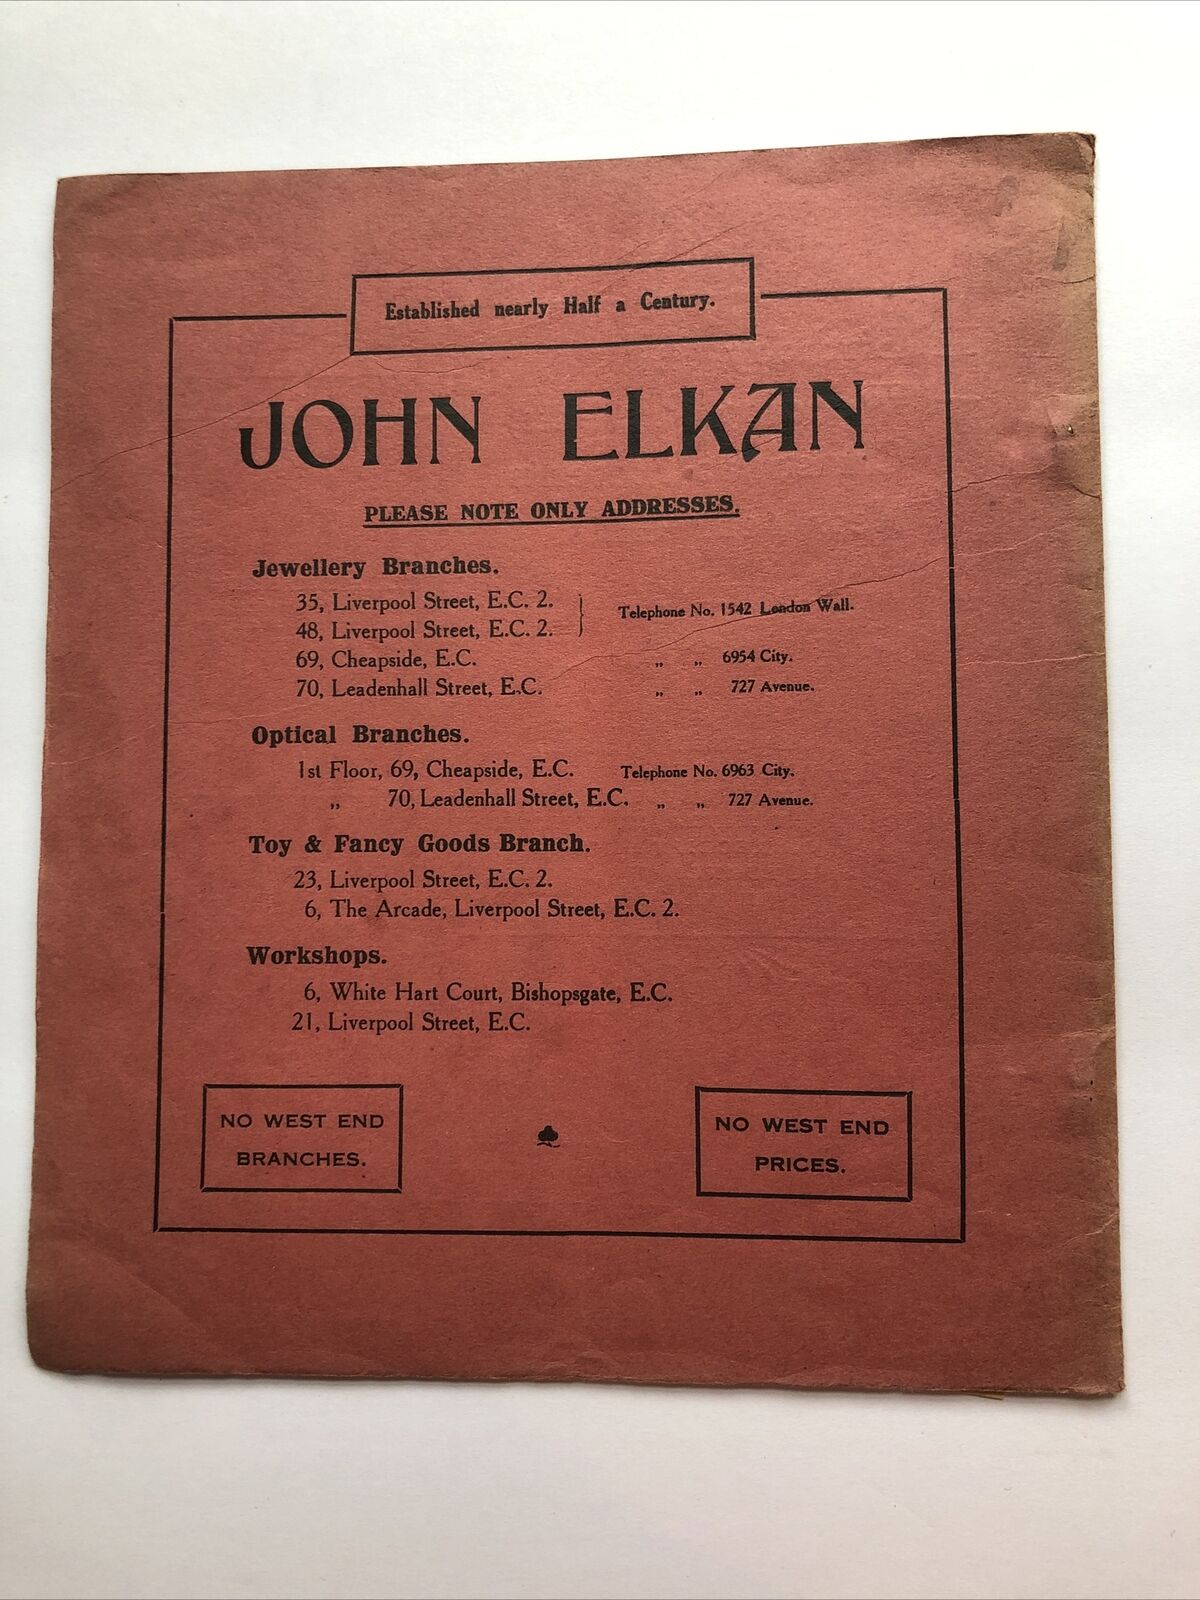 Established nearly Half a Century.
JOHN ELKAN
PLEASE NOTE ONLY ADDRESSES.
Jewellery Branches.
35, Liverpool Street, E.C. 2.
48, Liverpool Street, E.C. 2. } Telephone No. 1542 London Wall.
69, Cheapside, E.C. „ „ 6954 City.
70, Leadenhall Street, E.C. „ „ 727 Avenue.
Optical Branches.
1st Floor, 69, Cheapside, E.C. Telephone No. 6963 City.
„ 70, Leadenhall Street, E.C. „ „ 727 Avenue.
Toy & Fancy Goods Branch.
23, Liverpool Street, E.C. 2.
6, The Arcade, Liverpool Street, E.C. 2.
Workshops.
6, White Hart Court, Bishopsgate, E.C.
21, Liverpool Street, E.C.
NO WEST END
BRANCHES.
NO WEST END
PRICES.